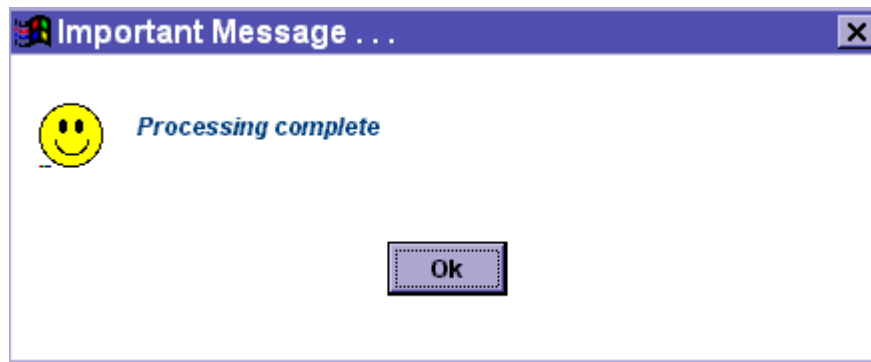 Important Message . . .
Processing complete
Ok